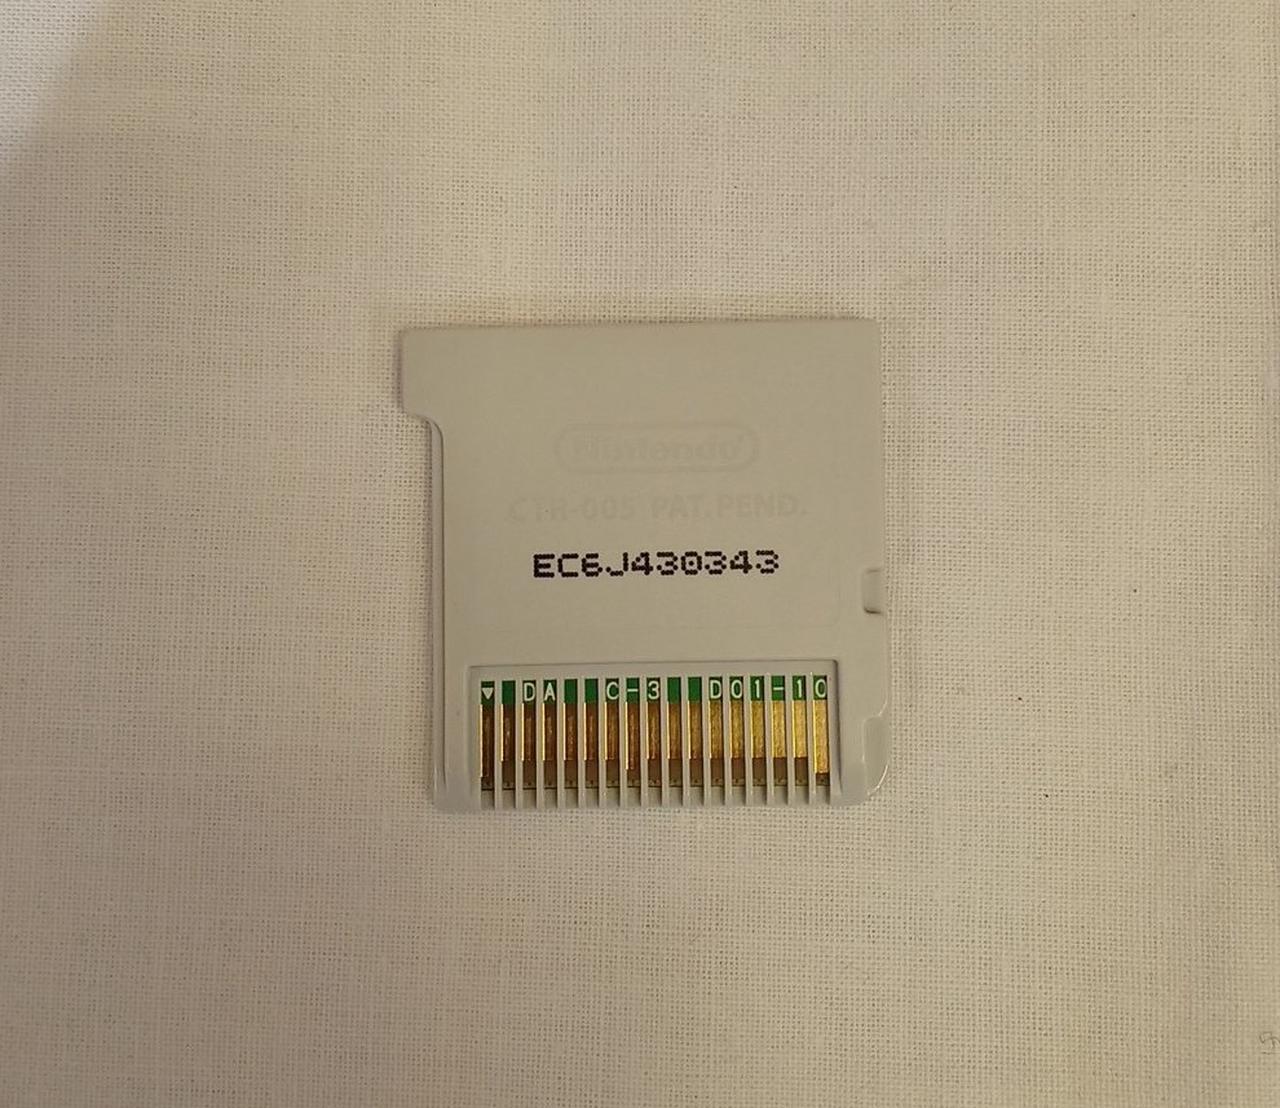 Nintendo
CTR-005 PAT.PEND.
EC6J430343
▼ DA C-3 D01-10